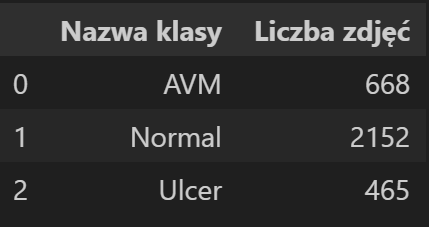 Nazwa klasy Liczba zdjęć
0 AVM 668
1 Normal 2152
2 Ulcer 465